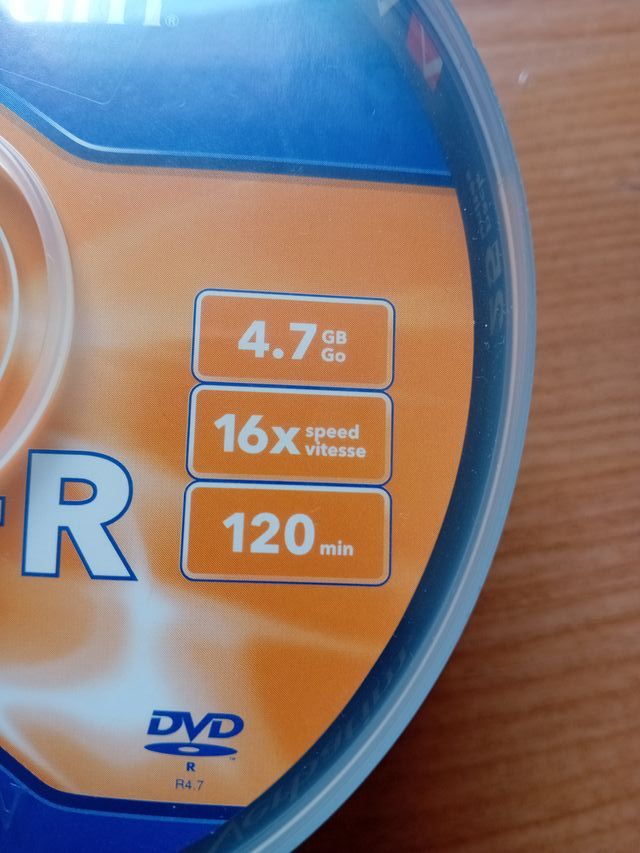 4.7 GB
Go
16x speed
vitesse
120 min
R
DVD
R
R4.7